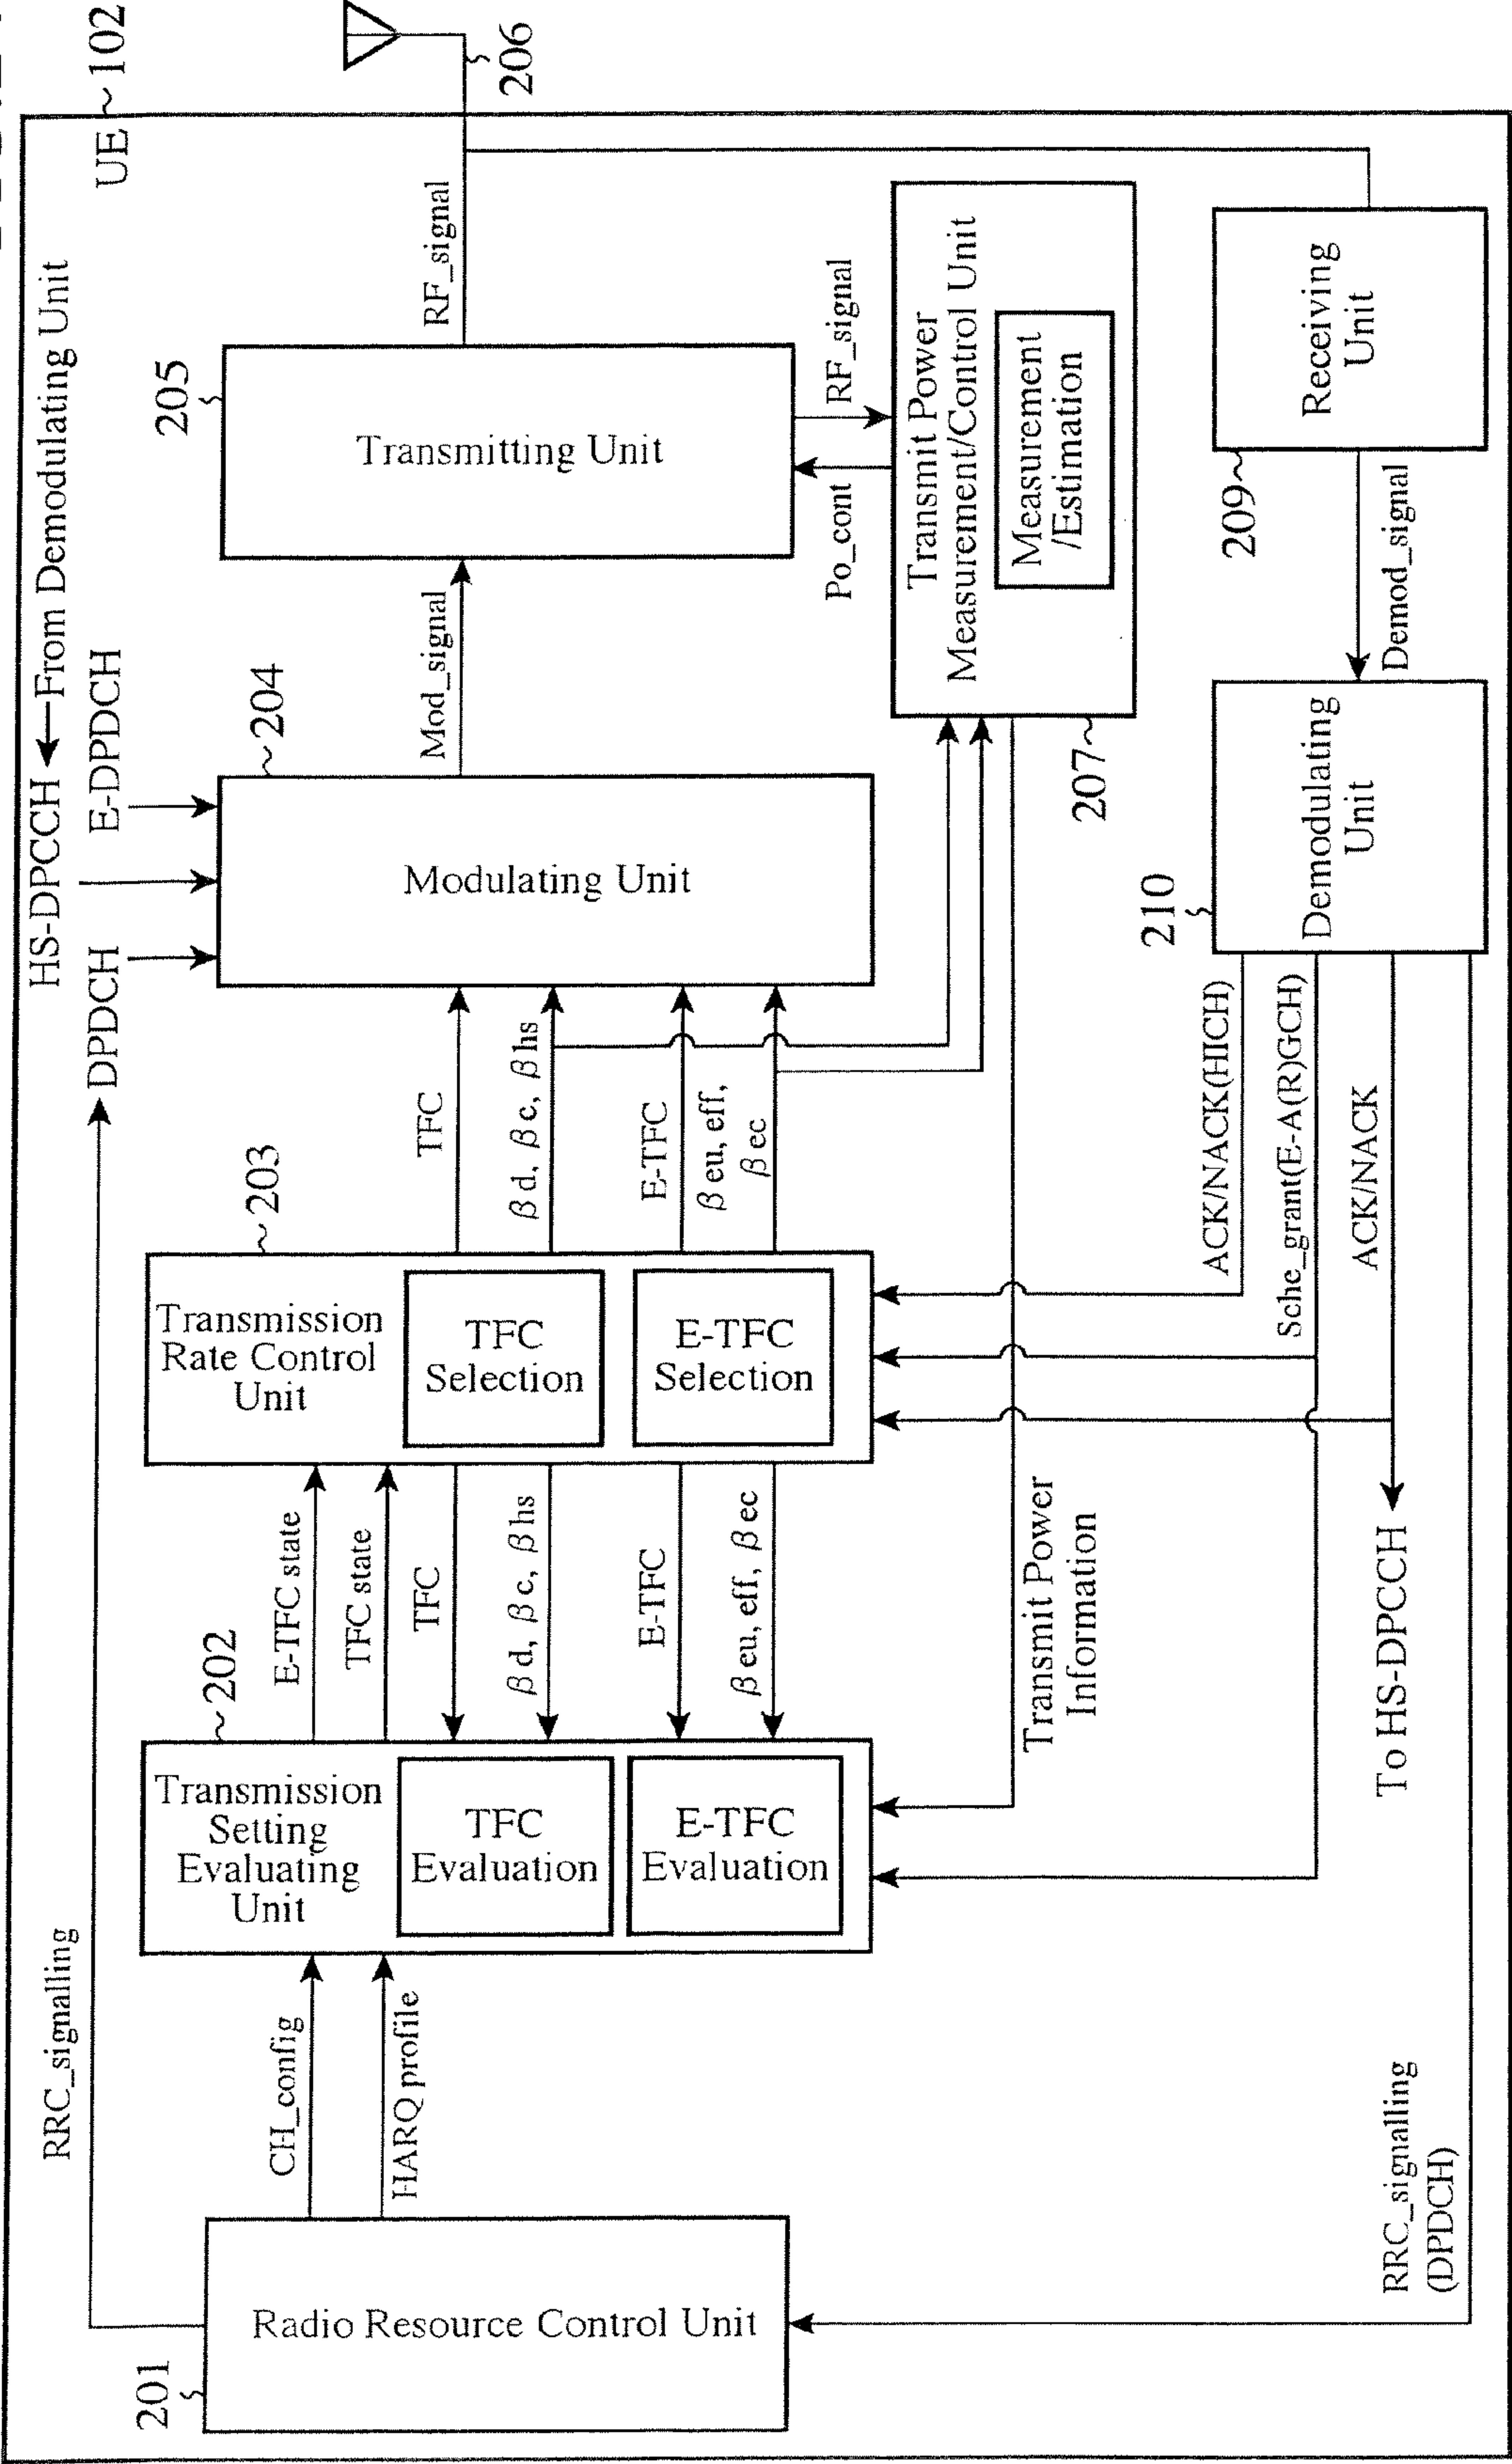 UE
102
RRC_signalling
HS-DPCCH
From Demodulating Unit
DPDCH
E-DPDCH
201
Radio Resource Control Unit
CH_config
HARQ profile
202
Transmission
Setting
Evaluating
Unit
TFC
Evaluation
E-TFC
Evaluation
E-TFC state
TFC state
TFC
βd, βc, βhs
E-TFC
βeu, eff, βec
203
Transmission
Rate Control
Unit
TFC
Selection
E-TFC
Selection
TFC
βd, βc, βhs
E-TFC
βeu, eff,
βec
204
Modulating Unit
Mod_signal
205
Transmitting Unit
RF_signal
206
Po_cont
RF_signal
207
Transmit Power
Measurement/Control Unit
Measurement
/Estimation
Transmit Power
Information
209
Receiving
Unit
Demod_signal
210
Demodulating
Unit
ACK/NACK(HICH)
Sche_grant(E-A(R)GCH)
ACK/NACK
To HS-DPCCH
RRC_signalling
(DPDCH)